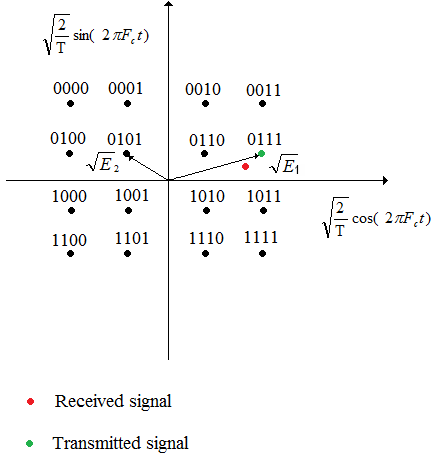 √(2/T) sin( 2πF_c t)
0000 0001 0010 0011
0100 0101 0110 0111
√E₂ √E₁
1000 1001 1010 1011
√(2/T) cos( 2πF_c t)
1100 1101 1110 1111
Received signal
Transmitted signal